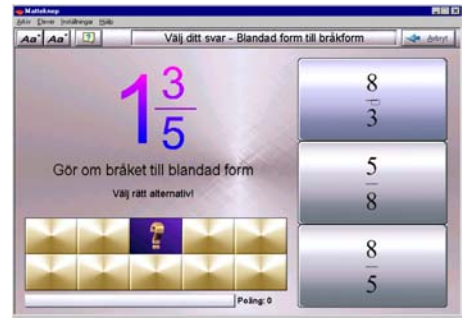 Matteknep
Arkiv Elever Inställningar Hjälp
Aa+ Aa- ? Välj ditt svar - Blandad form till bråkform Avbryt
1 3/5
Gör om bråket till blandad form
Välj rätt alternativ!
8/3
5/8
8/5
Poäng: 0